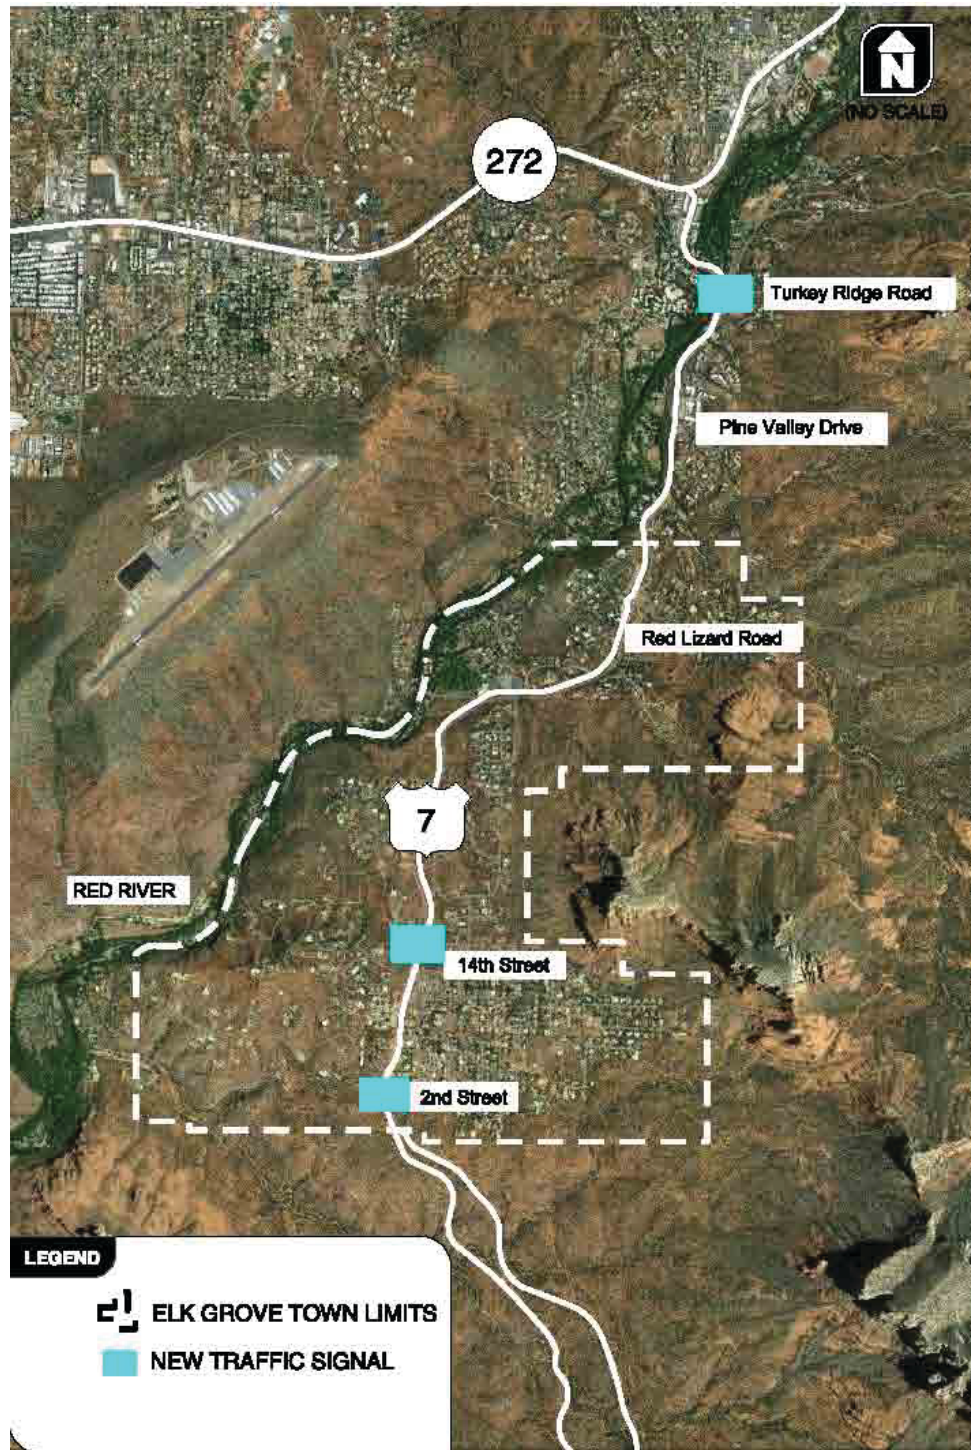 N
(NO SCALE)
272
Turkey Ridge Road
Pine Valley Drive
Red Lizard Road
7
RED RIVER
14th Street
2nd Street
LEGEND
ELK GROVE TOWN LIMITS
NEW TRAFFIC SIGNAL